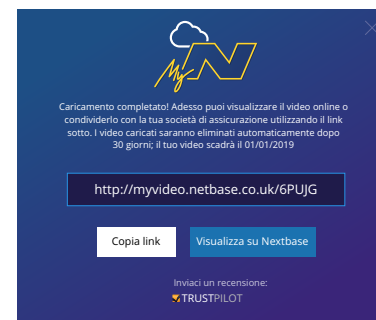 My N
Caricamento completato! Adesso puoi visualizzare il video online o
condividerlo con la tua società di assicurazione utilizzando il link
sotto. I video caricati saranno eliminati automaticamente dopo
30 giorni; il tuo video scadrà il 01/01/2019
http://myvideo.netbase.co.uk/6PUJG
Copia link
Visualizza su Nextbase
Inviaci un recensione:
TRUSTPILOT